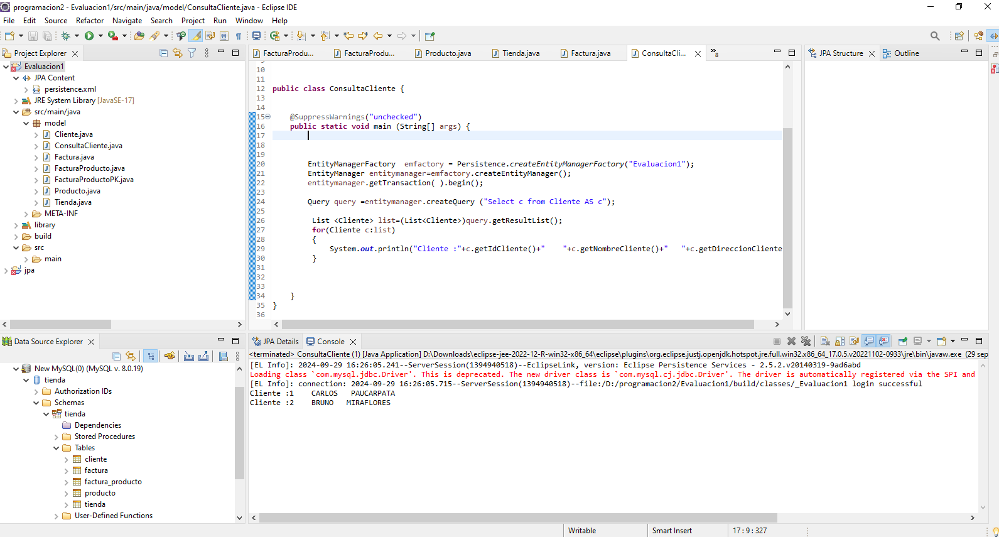 programacion2 - Evaluacion1/src/main/java/model/ConsultaCliente.java - Eclipse IDE
File Edit Source Refactor Navigate Search Project Run Window Help
Project Explorer
Evaluacion1
JPA Content
persistence.xml
JRE System Library [JavaSE-17]
src/main/java
model
Cliente.java
ConsultaCliente.java
Factura.java
FacturaProducto.java
FacturaProductoPK.java
Producto.java
Tienda.java
META-INF
library
build
src
main
jpa
FacturaProdu... FacturaProdu... Producto.java Tienda.java Factura.java ConsultaCli... »8
10
11
12 public class ConsultaCliente {
13
14
15 @SuppressWarnings("unchecked")
16 public static void main (String[] args) {
17
18
19
20 EntityManagerFactory emfactory = Persistence.createEntityManagerFactory("Evaluacion1");
21 EntityManager entitymanager=emfactory.createEntityManager();
22 entitymanager.getTransaction( ).begin();
23
24 Query query =entitymanager.createQuery ("Select c from Cliente AS c");
25
26 List <Cliente> list=(List<Cliente>)query.getResultList();
27 for(Cliente c:list)
28 {
29 System.out.println("Cliente :"+c.getIdCliente()+"    "+c.getNombreCliente()+"   "+c.getDireccionCliente
30 }
31
32
33
34 }
35 }
36
JPA Structure Outline
Data Source Explorer
New MySQL(0) (MySQL v. 8.0.19)
tienda
Authorization IDs
Schemas
tienda
Dependencies
Stored Procedures
Tables
cliente
factura
factura_producto
producto
tienda
User-Defined Functions
JPA Details Console
<terminated> ConsultaCliente (1) [Java Application] D:\Downloads\eclipse-jee-2022-12-R-win32-x86_64\eclipse\plugins\org.eclipse.justj.openjdk.hotspot.jre.full.win32.x86_64_17.0.5.v20221102-0933\jre\bin\javaw.exe (29 sep
[EL Info]: 2024-09-29 16:26:05.241--ServerSession(1394940518)--EclipseLink, version: Eclipse Persistence Services - 2.5.2.v20140319-9ad6abd
Loading class `com.mysql.jdbc.Driver'. This is deprecated. The new driver class is `com.mysql.cj.jdbc.Driver'. The driver is automatically registered via the SPI and
[EL Info]: connection: 2024-09-29 16:26:05.715--ServerSession(1394940518)--file:/D:/programacion2/Evaluacion1/build/classes/_Evaluacion1 login successful
Cliente :1    CARLOS   PAUCARPATA
Cliente :2    BRUNO   MIRAFLORES
Writable Smart Insert 17 : 9 : 327